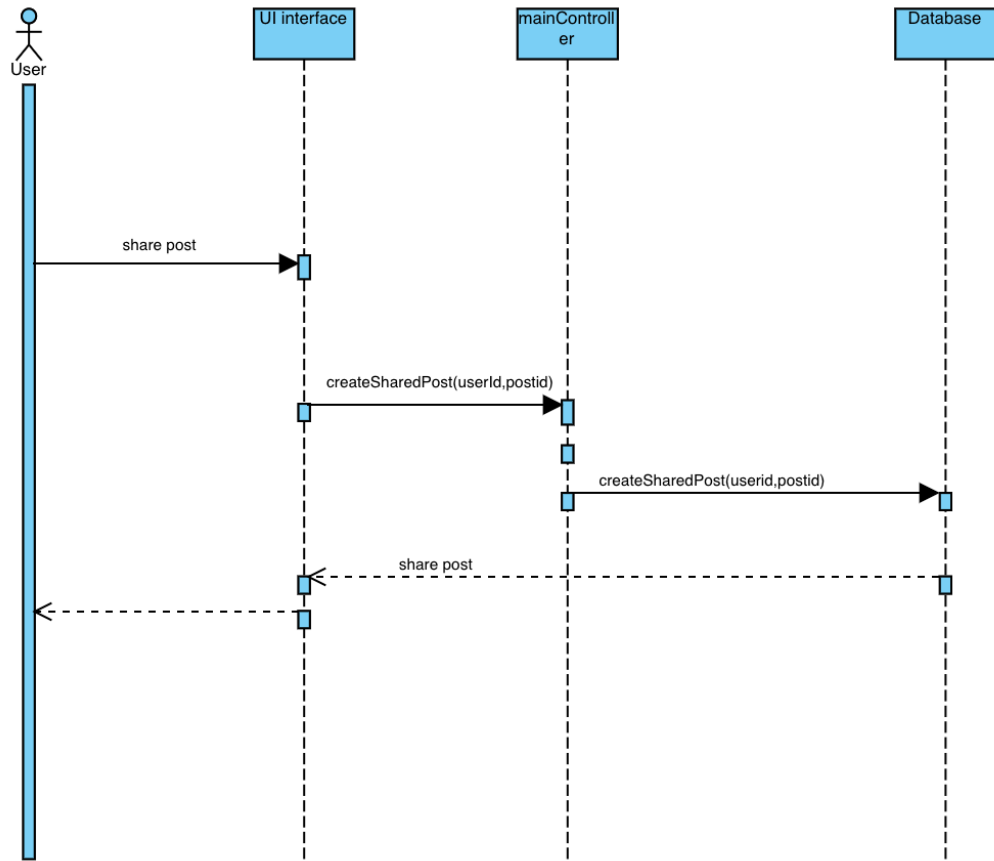 User
UI interface
mainControll
er
Database
share post
createSharedPost(userId,postid)
createSharedPost(userid,postid)
share post